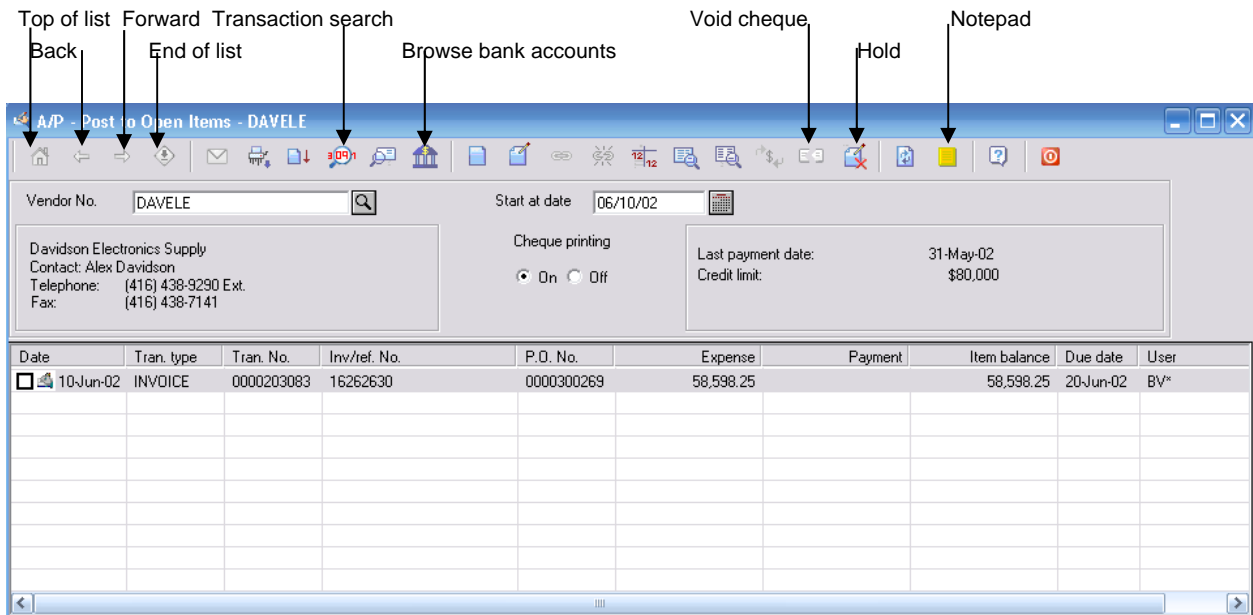 Top of list Forward Transaction search Void cheque Notepad
Back End of list Browse bank accounts Hold
A/P - Post to Open Items - DAVELE
Vendor No. DAVELE Start at date 06/10/02
Davidson Electronics Supply
Contact: Alex Davidson
Telephone: (416) 438-9290 Ext.
Fax: (416) 438-7141
Cheque printing
On Off
Last payment date: 31-May-02
Credit limit: $80,000
Date Tran. type Tran. No. Inv/ref. No. P.O. No. Expense Payment Item balance Due date User
10-Jun-02 INVOICE 0000203083 16262630 0000300269 58,598.25 58,598.25 20-Jun-02 BV*